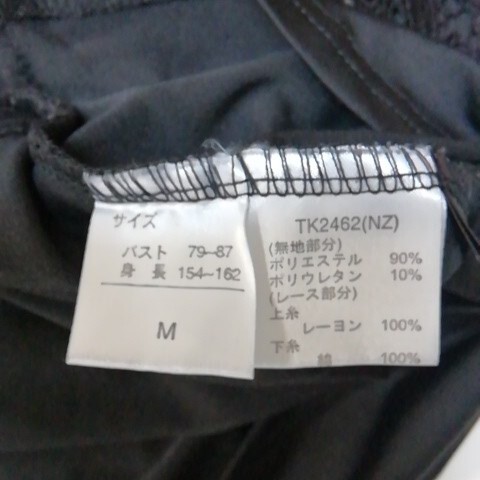 サイズ
バスト 79-87
身長 154-162
M
TK2462(NZ)
(無地部分)
ポリエステル 90%
ポリウレタン 10%
(レース部分)
上糸
レーヨン 100%
下糸
綿 100%